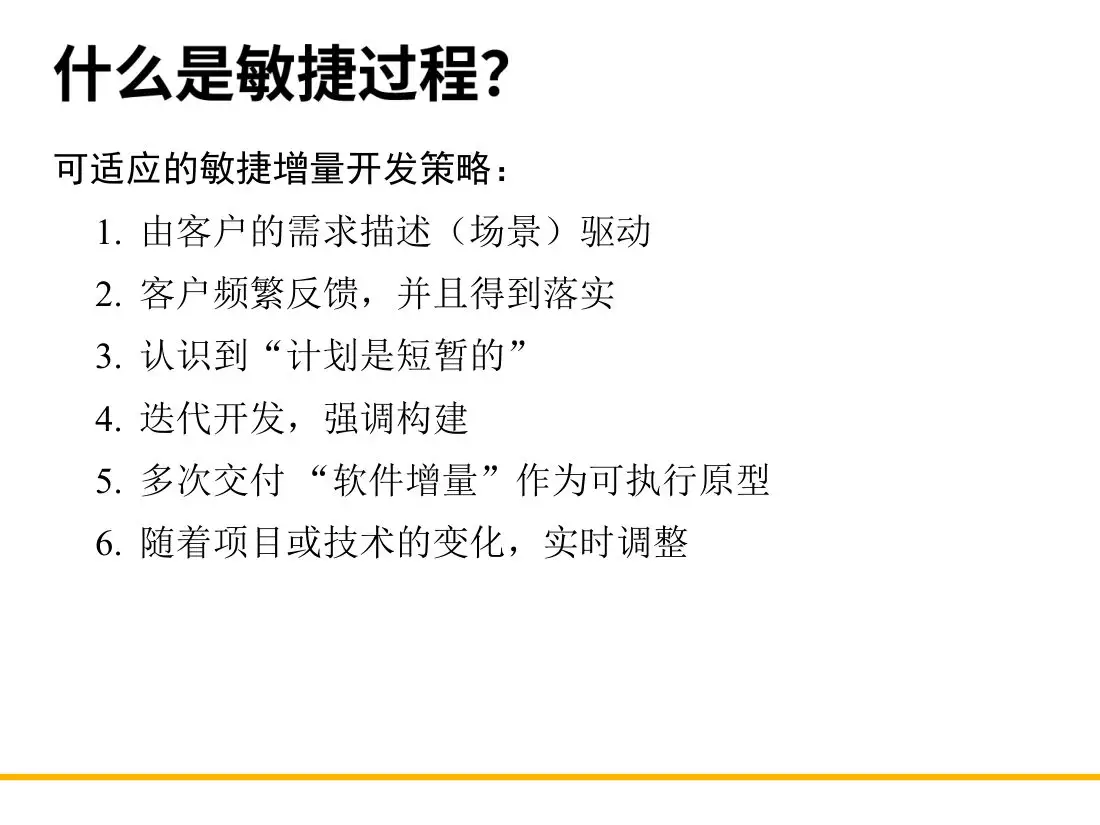 什么是敏捷过程?
可适应的敏捷增量开发策略：
1. 由客户的需求描述（场景）驱动
2. 客户频繁反馈，并且得到落实
3. 认识到“计划是短暂的”
4. 迭代开发，强调构建
5. 多次交付 “软件增量”作为可执行原型
6. 随着项目或技术的变化，实时调整